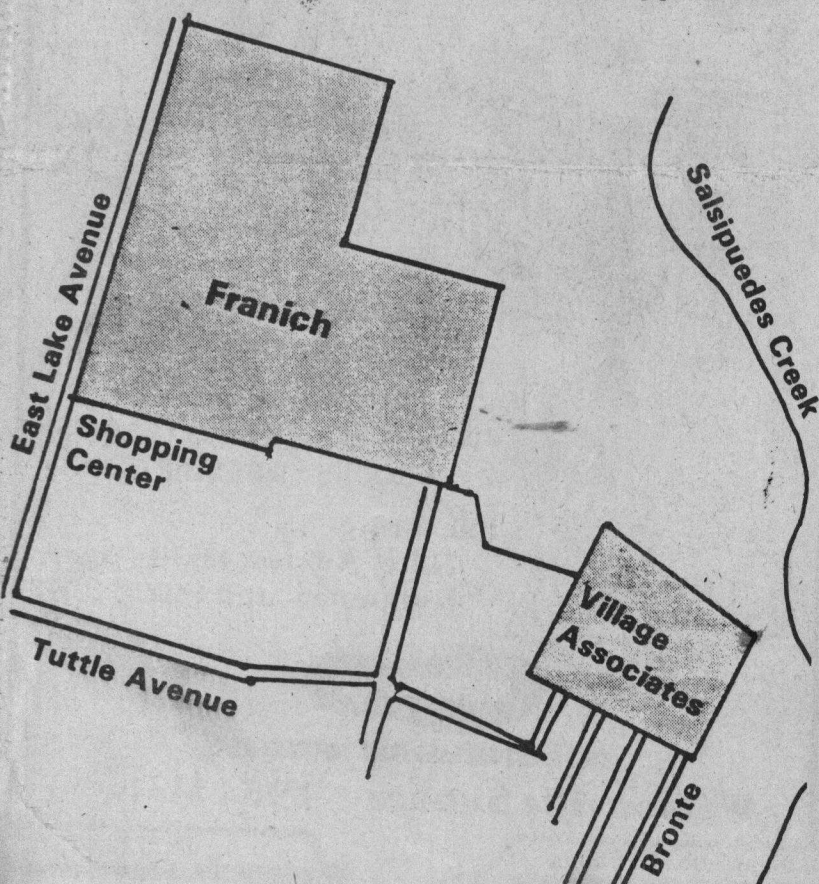 East Lake Avenue
Franich
Salsipuedes Creek
Shopping
Center
Village
Associates
Tuttle Avenue
Bronte